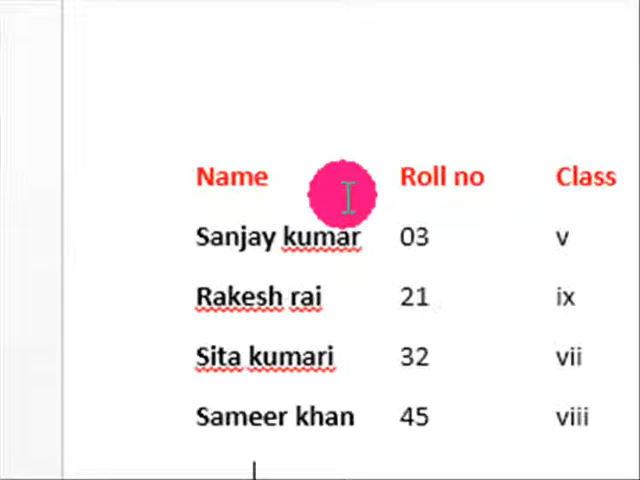 Name Roll no Class
Sanjay kumar 03 v
Rakesh rai 21 ix
Sita kumari 32 vii
Sameer khan 45 viii